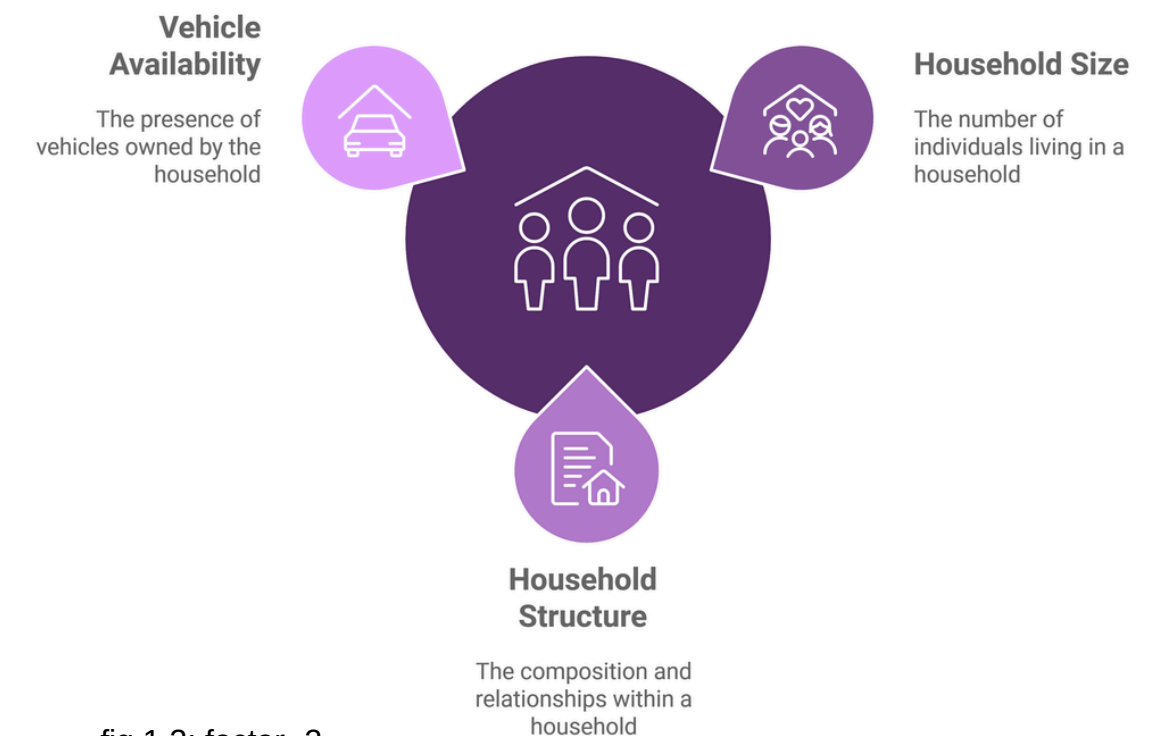 Vehicle
Availability
The presence of
vehicles owned by the
household
Household Size
The number of
individuals living in a
household
Household
Structure
The composition and
relationships within a
household